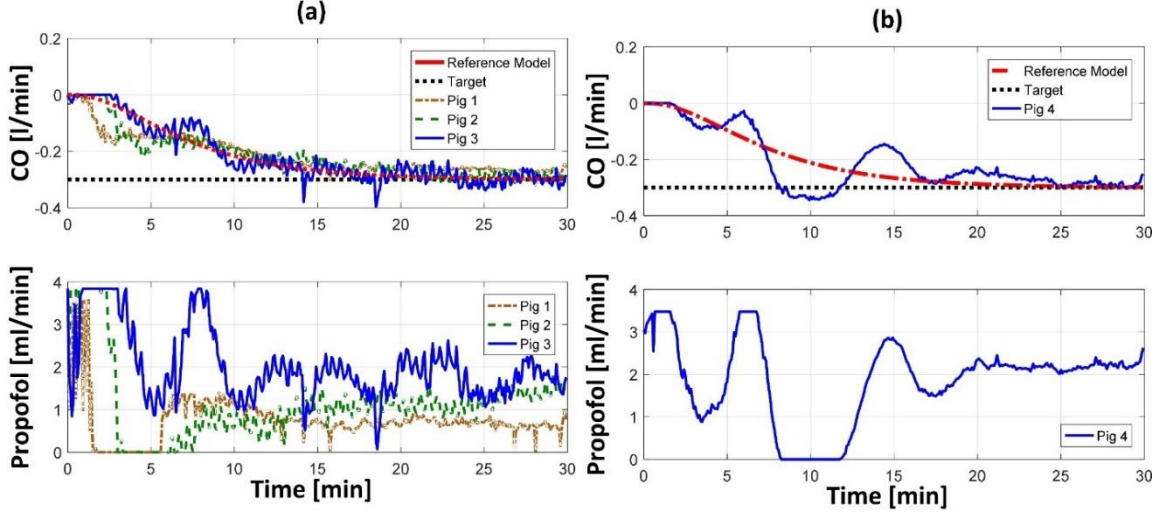 (a)
0.2
0
-0.2
-0.4
CO [l/min]
Reference Model
Target
Pig 1
Pig 2
Pig 3
0 5 10 15 20 25 30
4
3
2
1
0
Propofol [ml/min]
Pig 1
Pig 2
Pig 3
0 5 10 15 20 25 30
Time [min]
(b)
0.2
0
-0.2
-0.4
CO [l/min]
Reference Model
Target
Pig 4
0 5 10 15 20 25 30
4
3
2
1
0
Propofol [ml/min]
Pig 4
0 5 10 15 20 25 30
Time [min]